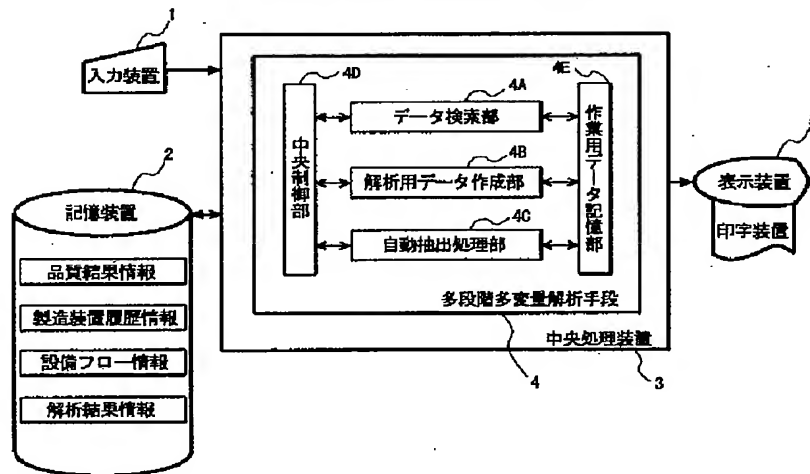 1
入力装置
2
記憶装置
品質結果情報
製造装置履歴情報
設備フロー情報
解析結果情報
4D
中央制御部
4A
データ検索部
4B
解析用データ作成部
4C
自動抽出処理部
4E
作業用データ記憶部
多段階多変量解析手段
4
中央処理装置
3
表示装置
印字装置